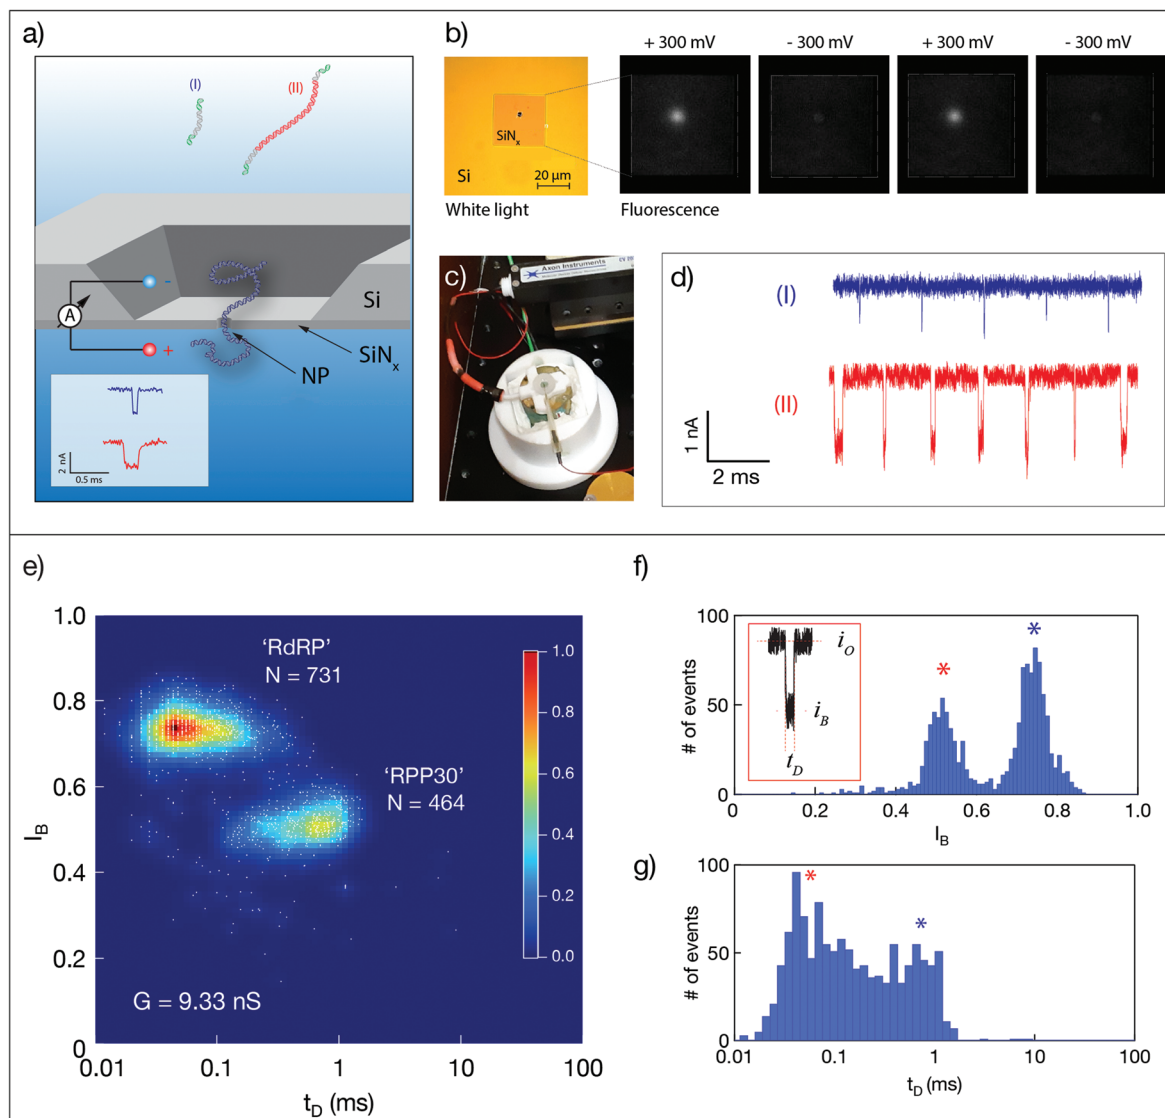 a)
(I)
(II)
A
-
+
Si
SiNx
NP
2 nA
0.5 ms
b)
+ 300 mV
- 300 mV
+ 300 mV
- 300 mV
SiNx
Si
20 µm
White light
Fluorescence
c)
Axon Instruments
d)
(I)
(II)
1 nA
2 ms
e)
1.0
0.8
0.6
0.4
0.2
0
IB
0.01
0.1
1
10
100
tD (ms)
'RdRP'
N = 731
'RPP30'
N = 464
G = 9.33 nS
1.0
0.8
0.6
0.4
0.2
0.0
f)
100
50
0
# of events
iO
iB
tD
*
*
0
0.2
0.4
0.6
0.8
1.0
IB
g)
100
50
0
# of events
*
*
0.01
0.1
1
10
100
tD (ms)